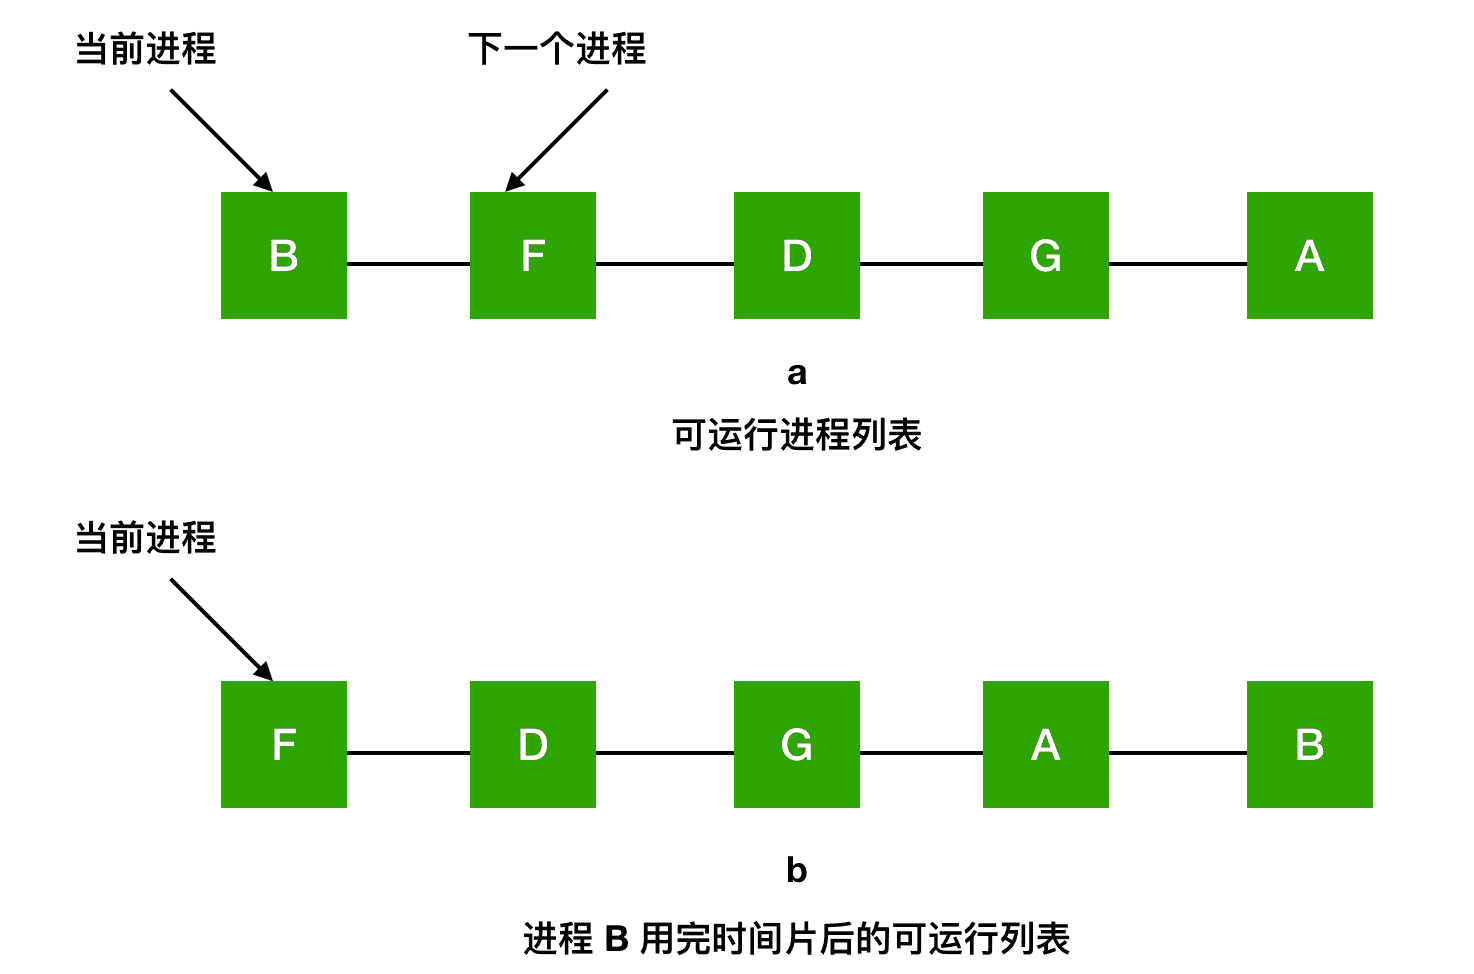 当前进程 下一个进程
B F D G A
a
可运行进程列表
当前进程
F D G A B
b
进程 B 用完时间片后的可运行列表